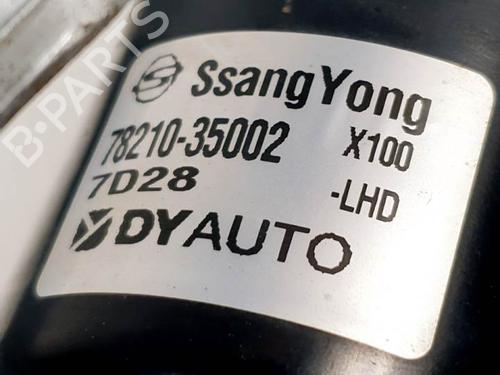 SsangYong
78210-35002 X100
7D28 -LHD
DYAUTO
B-PARTS